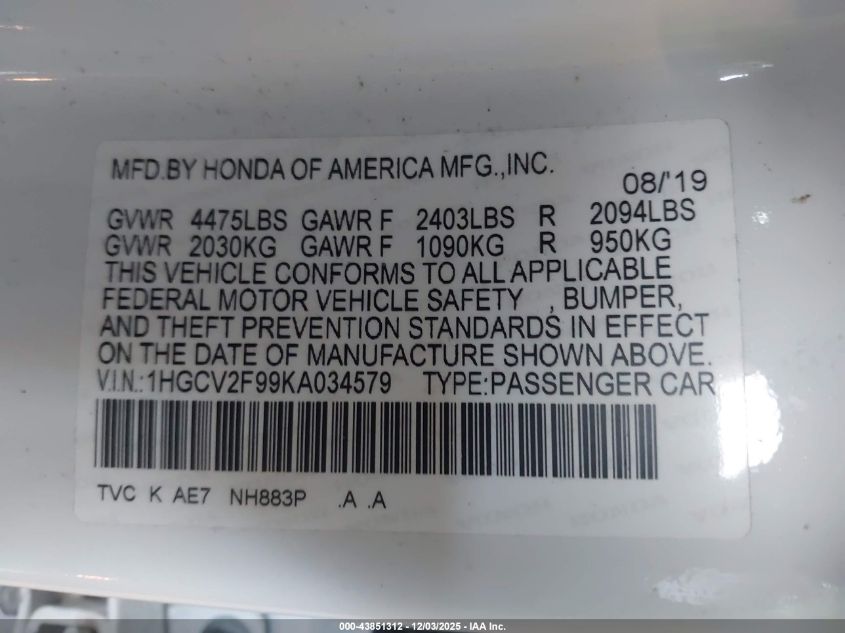 MFD.BY HONDA OF AMERICA MFG.,INC.
08/'19
GVWR 4475LBS GAWR F 2403LBS R 2094LBS
GVWR 2030KG GAWR F 1090KG R 950KG
THIS VEHICLE CONFORMS TO ALL APPLICABLE
FEDERAL MOTOR VEHICLE SAFETY , BUMPER,
AND THEFT PREVENTION STANDARDS IN EFFECT
ON THE DATE OF MANUFACTURE SHOWN ABOVE.
V.I.N.:1HGCV2F99KA034579 TYPE:PASSENGER CAR
TVC K AE7 NH883P .A .A
000-43851312 - 12/03/2025 - IAA Inc.